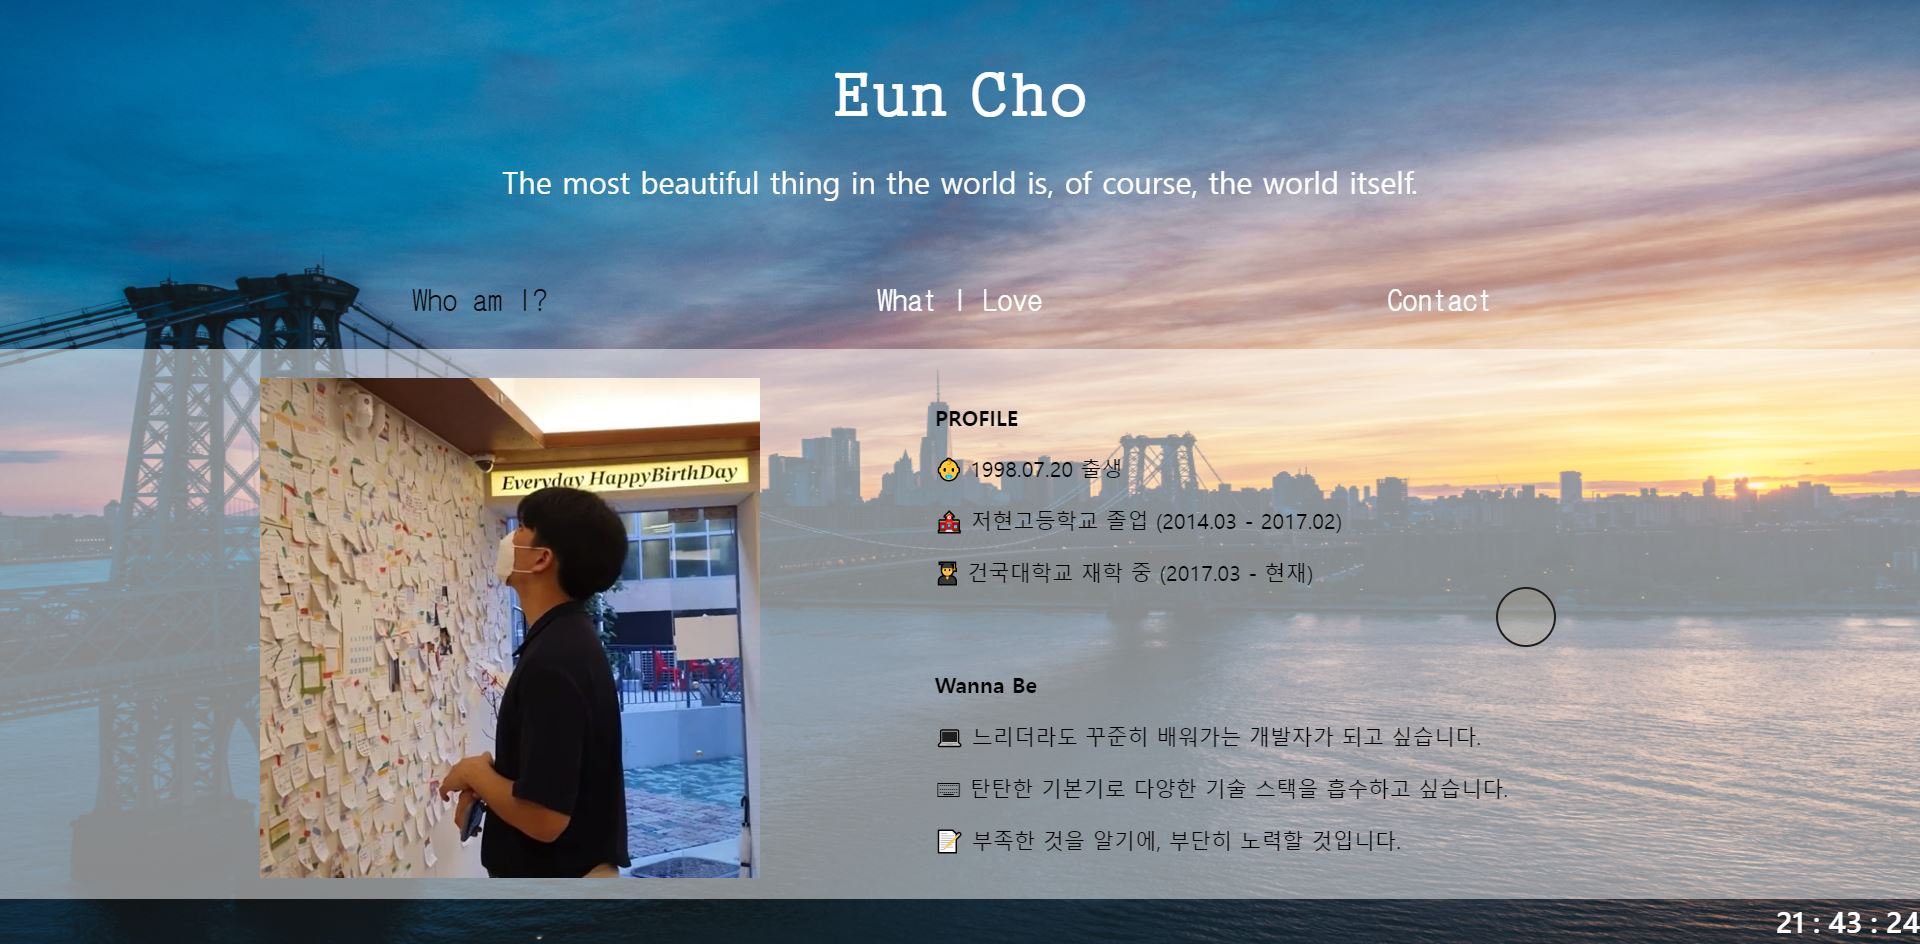 Eun Cho
The most beautiful thing in the world is, of course, the world itself.
Who am I?
What I Love
Contact
Everyday HappyBirthDay
PROFILE
👶 1998.07.20 출생
🏫 저현고등학교 졸업 (2014.03 - 2017.02)
👨‍🎓 건국대학교 재학 중 (2017.03 - 현재)
Wanna Be
💻 느리더라도 꾸준히 배워가는 개발자가 되고 싶습니다.
⌨ 탄탄한 기본기로 다양한 기술 스택을 흡수하고 싶습니다.
📝 부족한 것을 알기에, 부단히 노력할 것입니다.
21 : 43 : 24